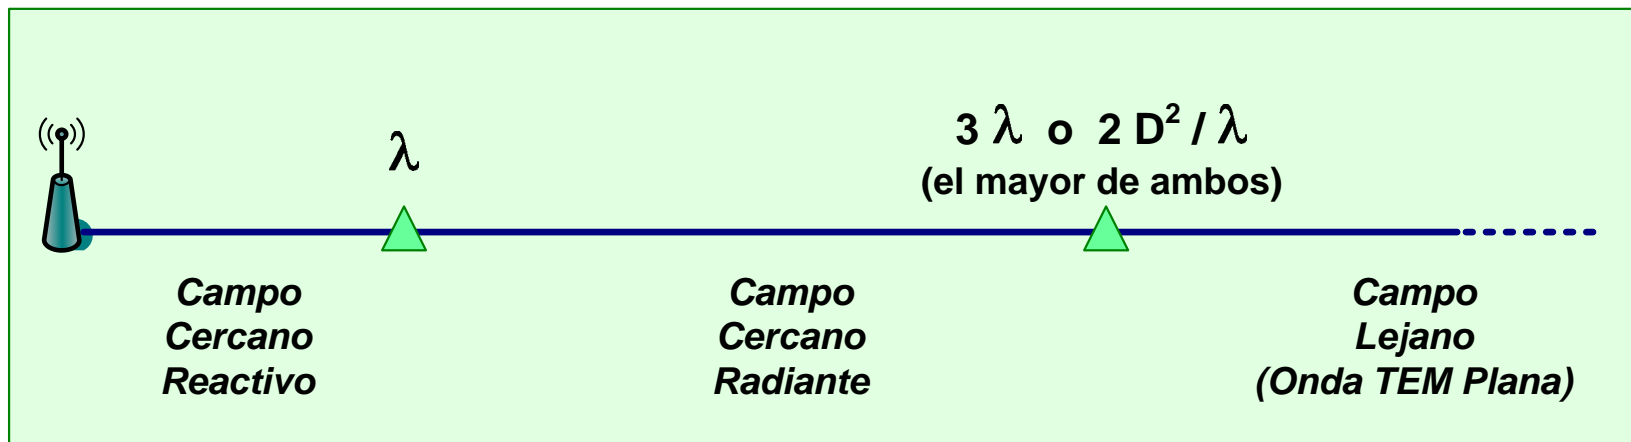 λ
3 λ o 2 D² / λ
(el mayor de ambos)
Campo
Cercano
Reactivo
Campo
Cercano
Radiante
Campo
Lejano
(Onda TEM Plana)